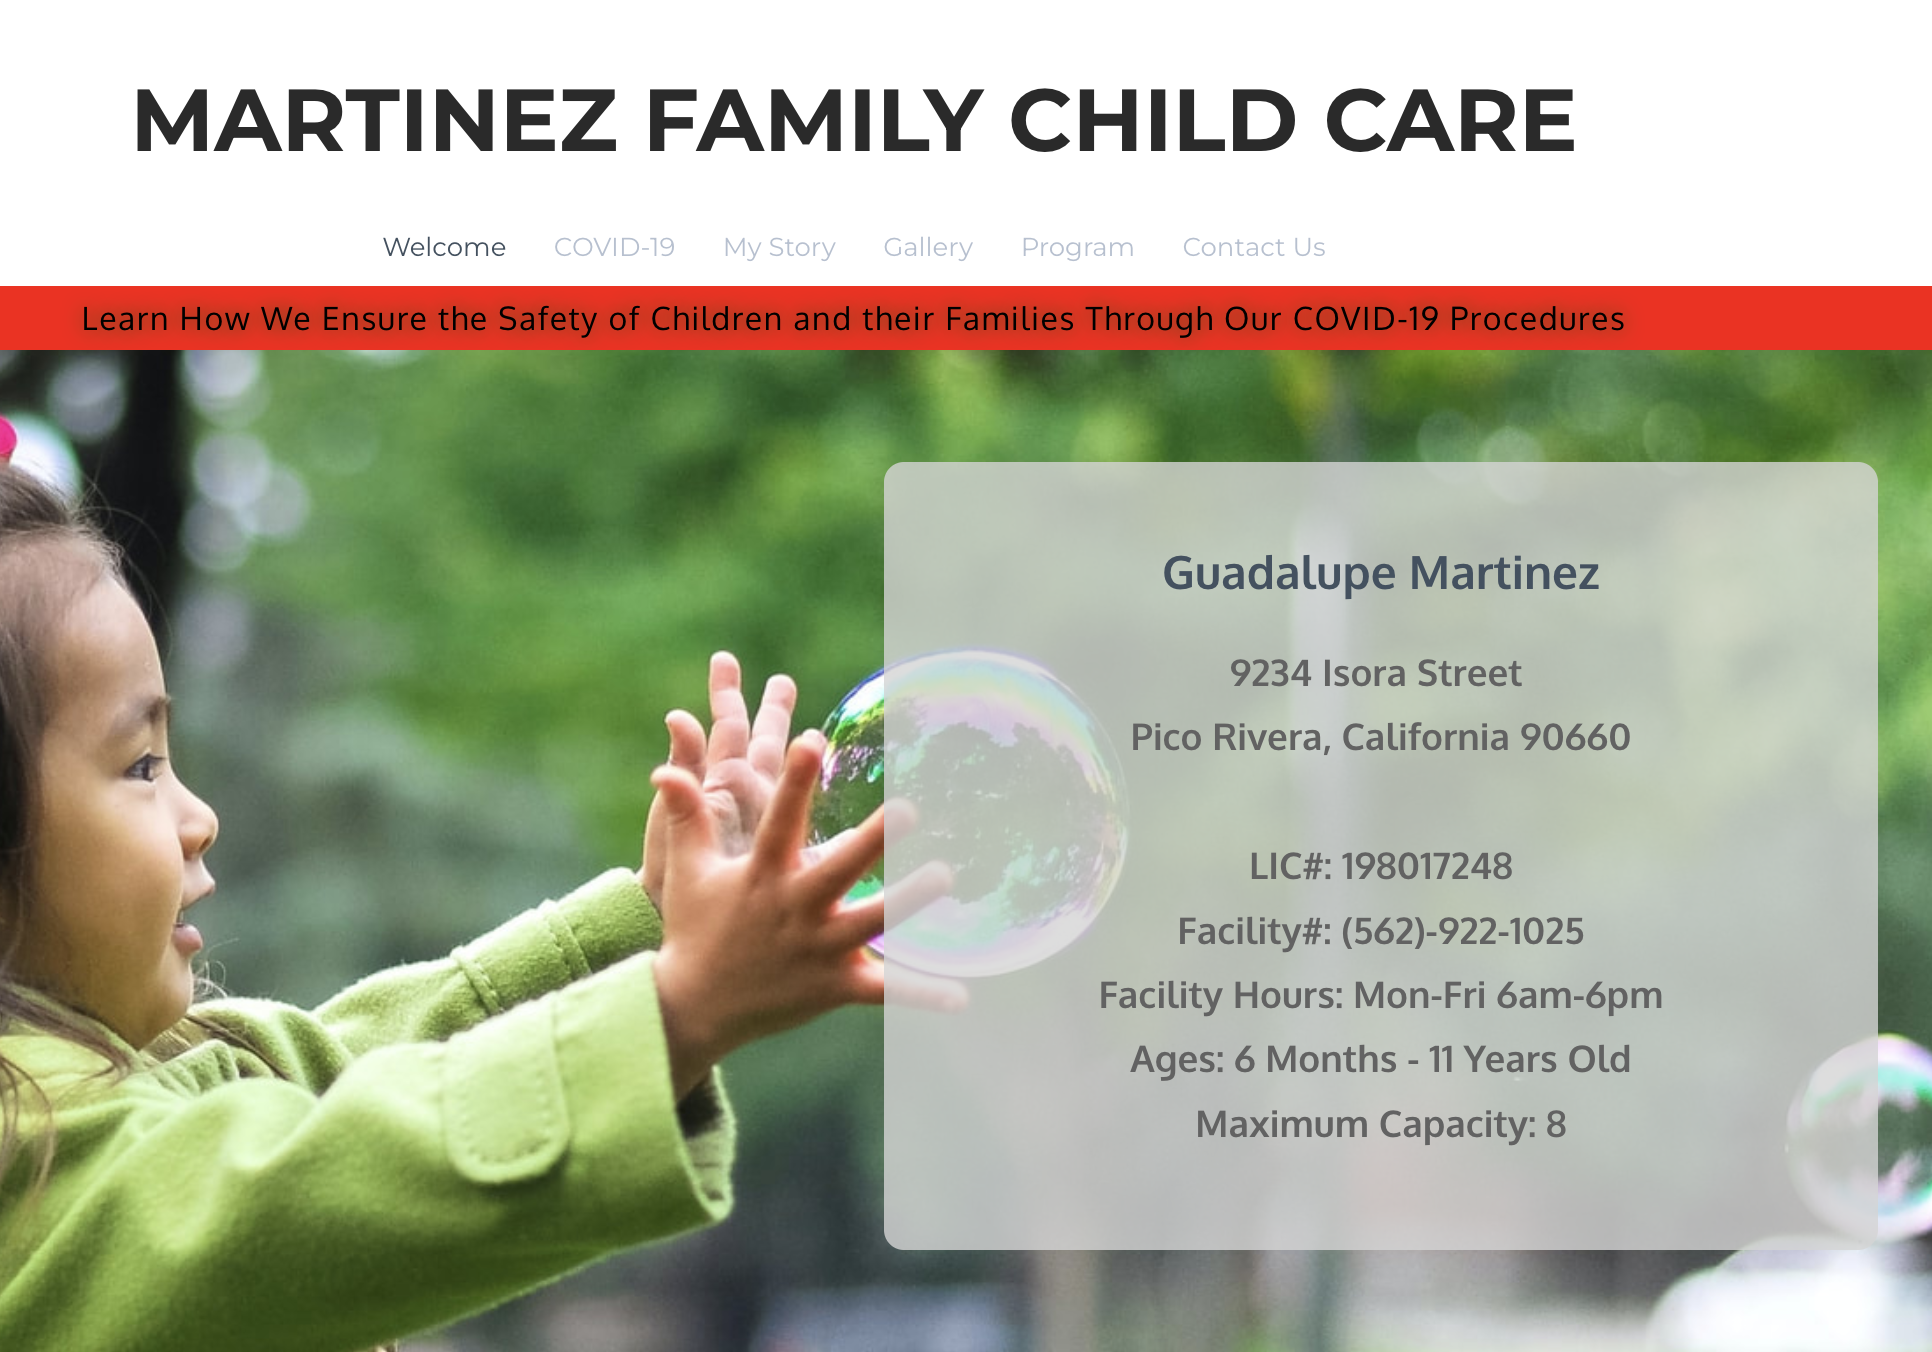 MARTINEZ FAMILY CHILD CARE
Welcome COVID-19 My Story Gallery Program Contact Us
Learn How We Ensure the Safety of Children and their Families Through Our COVID-19 Procedures
Guadalupe Martinez
9234 Isora Street
Pico Rivera, California 90660
LIC#: 198017248
Facility#: (562)-922-1025
Facility Hours: Mon-Fri 6am-6pm
Ages: 6 Months - 11 Years Old
Maximum Capacity: 8